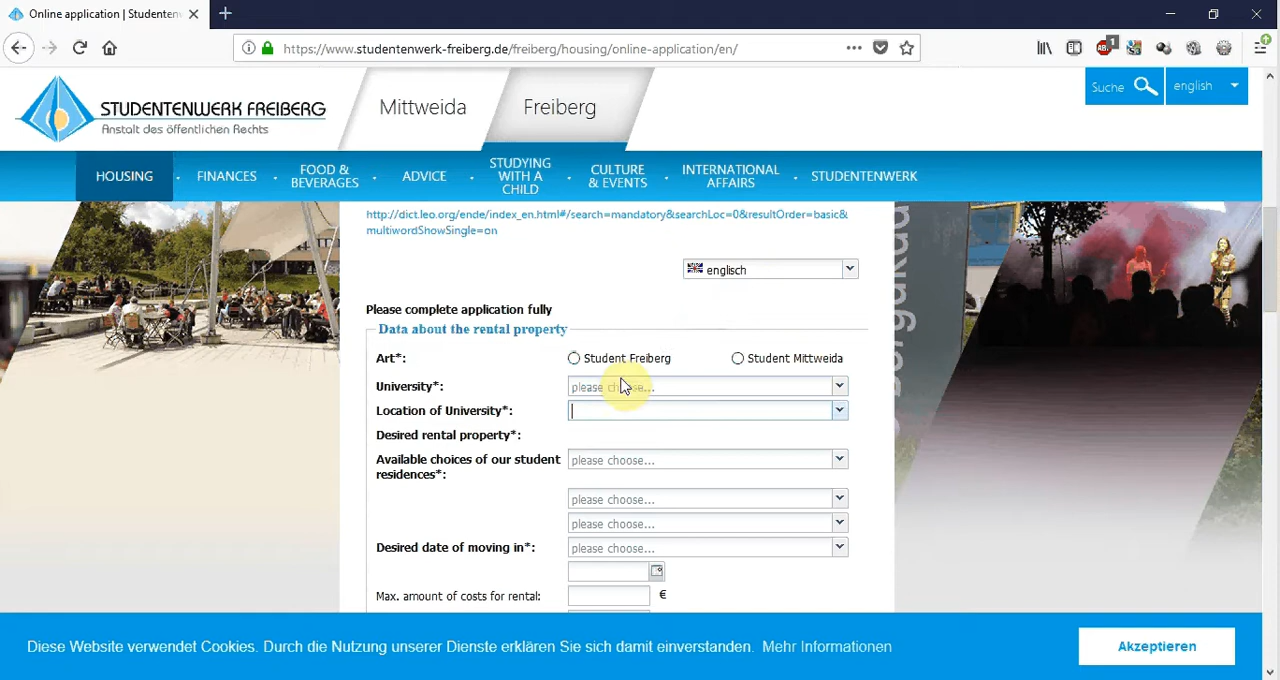 Online application | Studenten
https://www.studentenwerk-freiberg.de/freiberg/housing/online-application/en/
1
STUDENTENWERK FREIBERG
Anstalt des öffentlichen Rechts
Mittweida
Freiberg
Suche
english
HOUSING
FINANCES
FOOD &
BEVERAGES
ADVICE
STUDYING
WITH A
CHILD
CULTURE
& EVENTS
INTERNATIONAL
AFFAIRS
STUDENTENWERK
http://dict.leo.org/ende/index_en.html#/search=mandatory&searchLoc=0&resultOrder=basic&
multiwordShowSingle=on
englisch
Please complete application fully
Data about the rental property
Art*:
Student Freiberg
Student Mittweida
University*:
please choose...
Location of University*:
Desired rental property*:
Available choices of our student
residences*:
please choose...
please choose...
please choose...
Desired date of moving in*:
please choose...
Max. amount of costs for rental:
€
Diese Website verwendet Cookies. Durch die Nutzung unserer Dienste erklären Sie sich damit einverstanden. Mehr Informationen
Akzeptieren